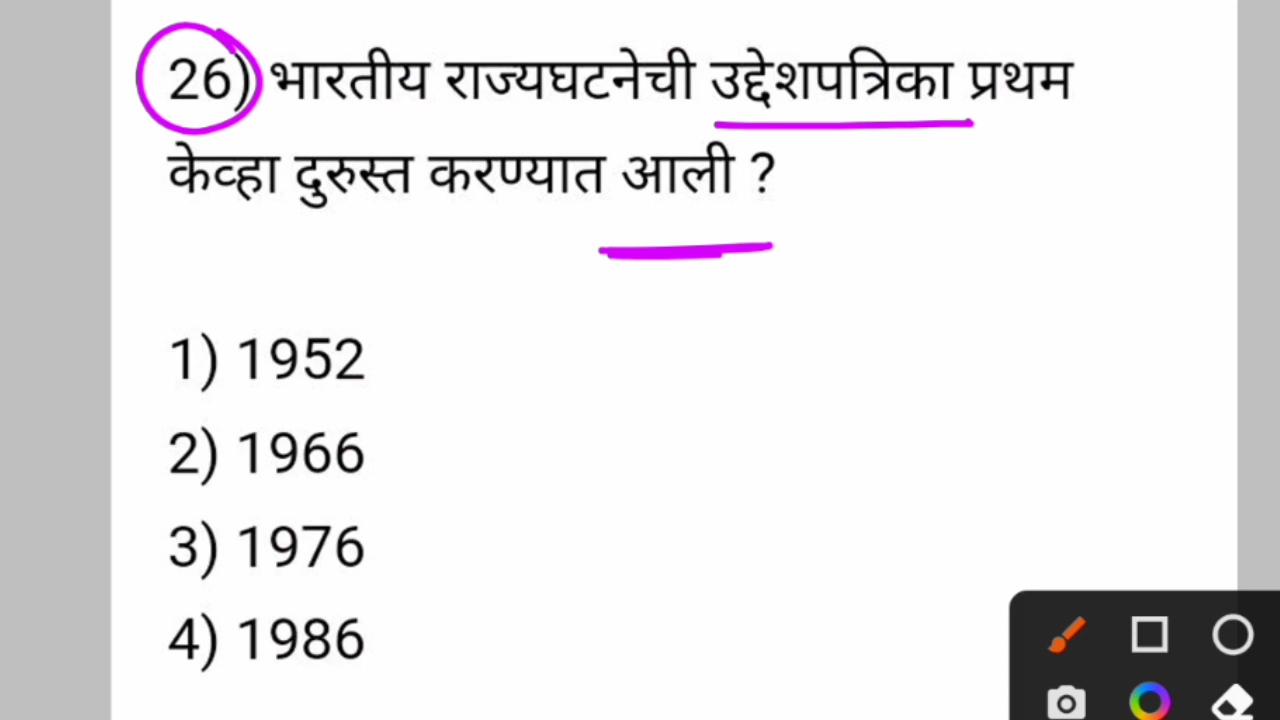 26) भारतीय राज्यघटनेची उद्देशपत्रिका प्रथम
केव्हा दुरुस्त करण्यात आली ?
1) 1952
2) 1966
3) 1976
4) 1986